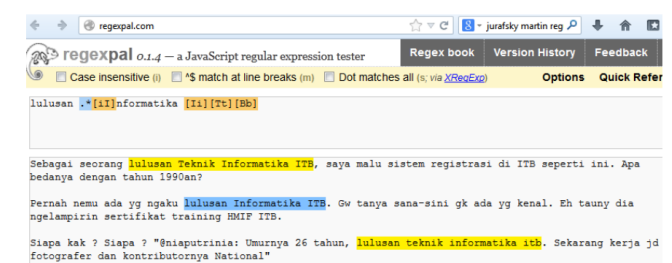 regexpal.com
jurafsky martin reg
regexpal 0.1.4 — a JavaScript regular expression tester
Regex book Version History Feedback
Case insensitive (i) ^$ match at line breaks (m) Dot matches all (s; via XRegExp) Options Quick Refer
lulusan .*[iI]nformatika [Ii][Tt][Bb]
Sebagai seorang lulusan Teknik Informatika ITB, saya malu sistem registrasi di ITB seperti ini. Apa
bedanya dengan tahun 1990an?
Pernah nemu ada yg ngaku lulusan Informatika ITB. Gw tanya sana-sini gk ada yg kenal. Eh tauny dia
ngelampirin sertifikat training HMIF ITB.
Siapa kak ? Siapa ? "@niaputrinia: Umurnya 26 tahun, lulusan teknik informatika itb. Sekarang kerja jd
fotografer dan kontributornya National"